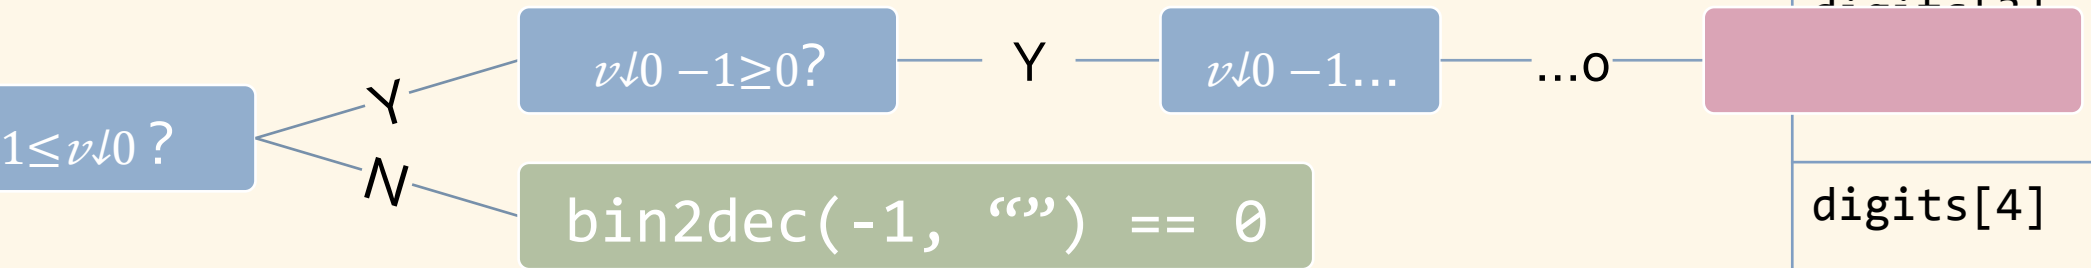 𝑣↓0 −1≥0?
Y
𝑣↓0 −1…
…o
Y
1≤𝑣↓0 ?
N
bin2dec(-1, “”) == 0
digits[4]